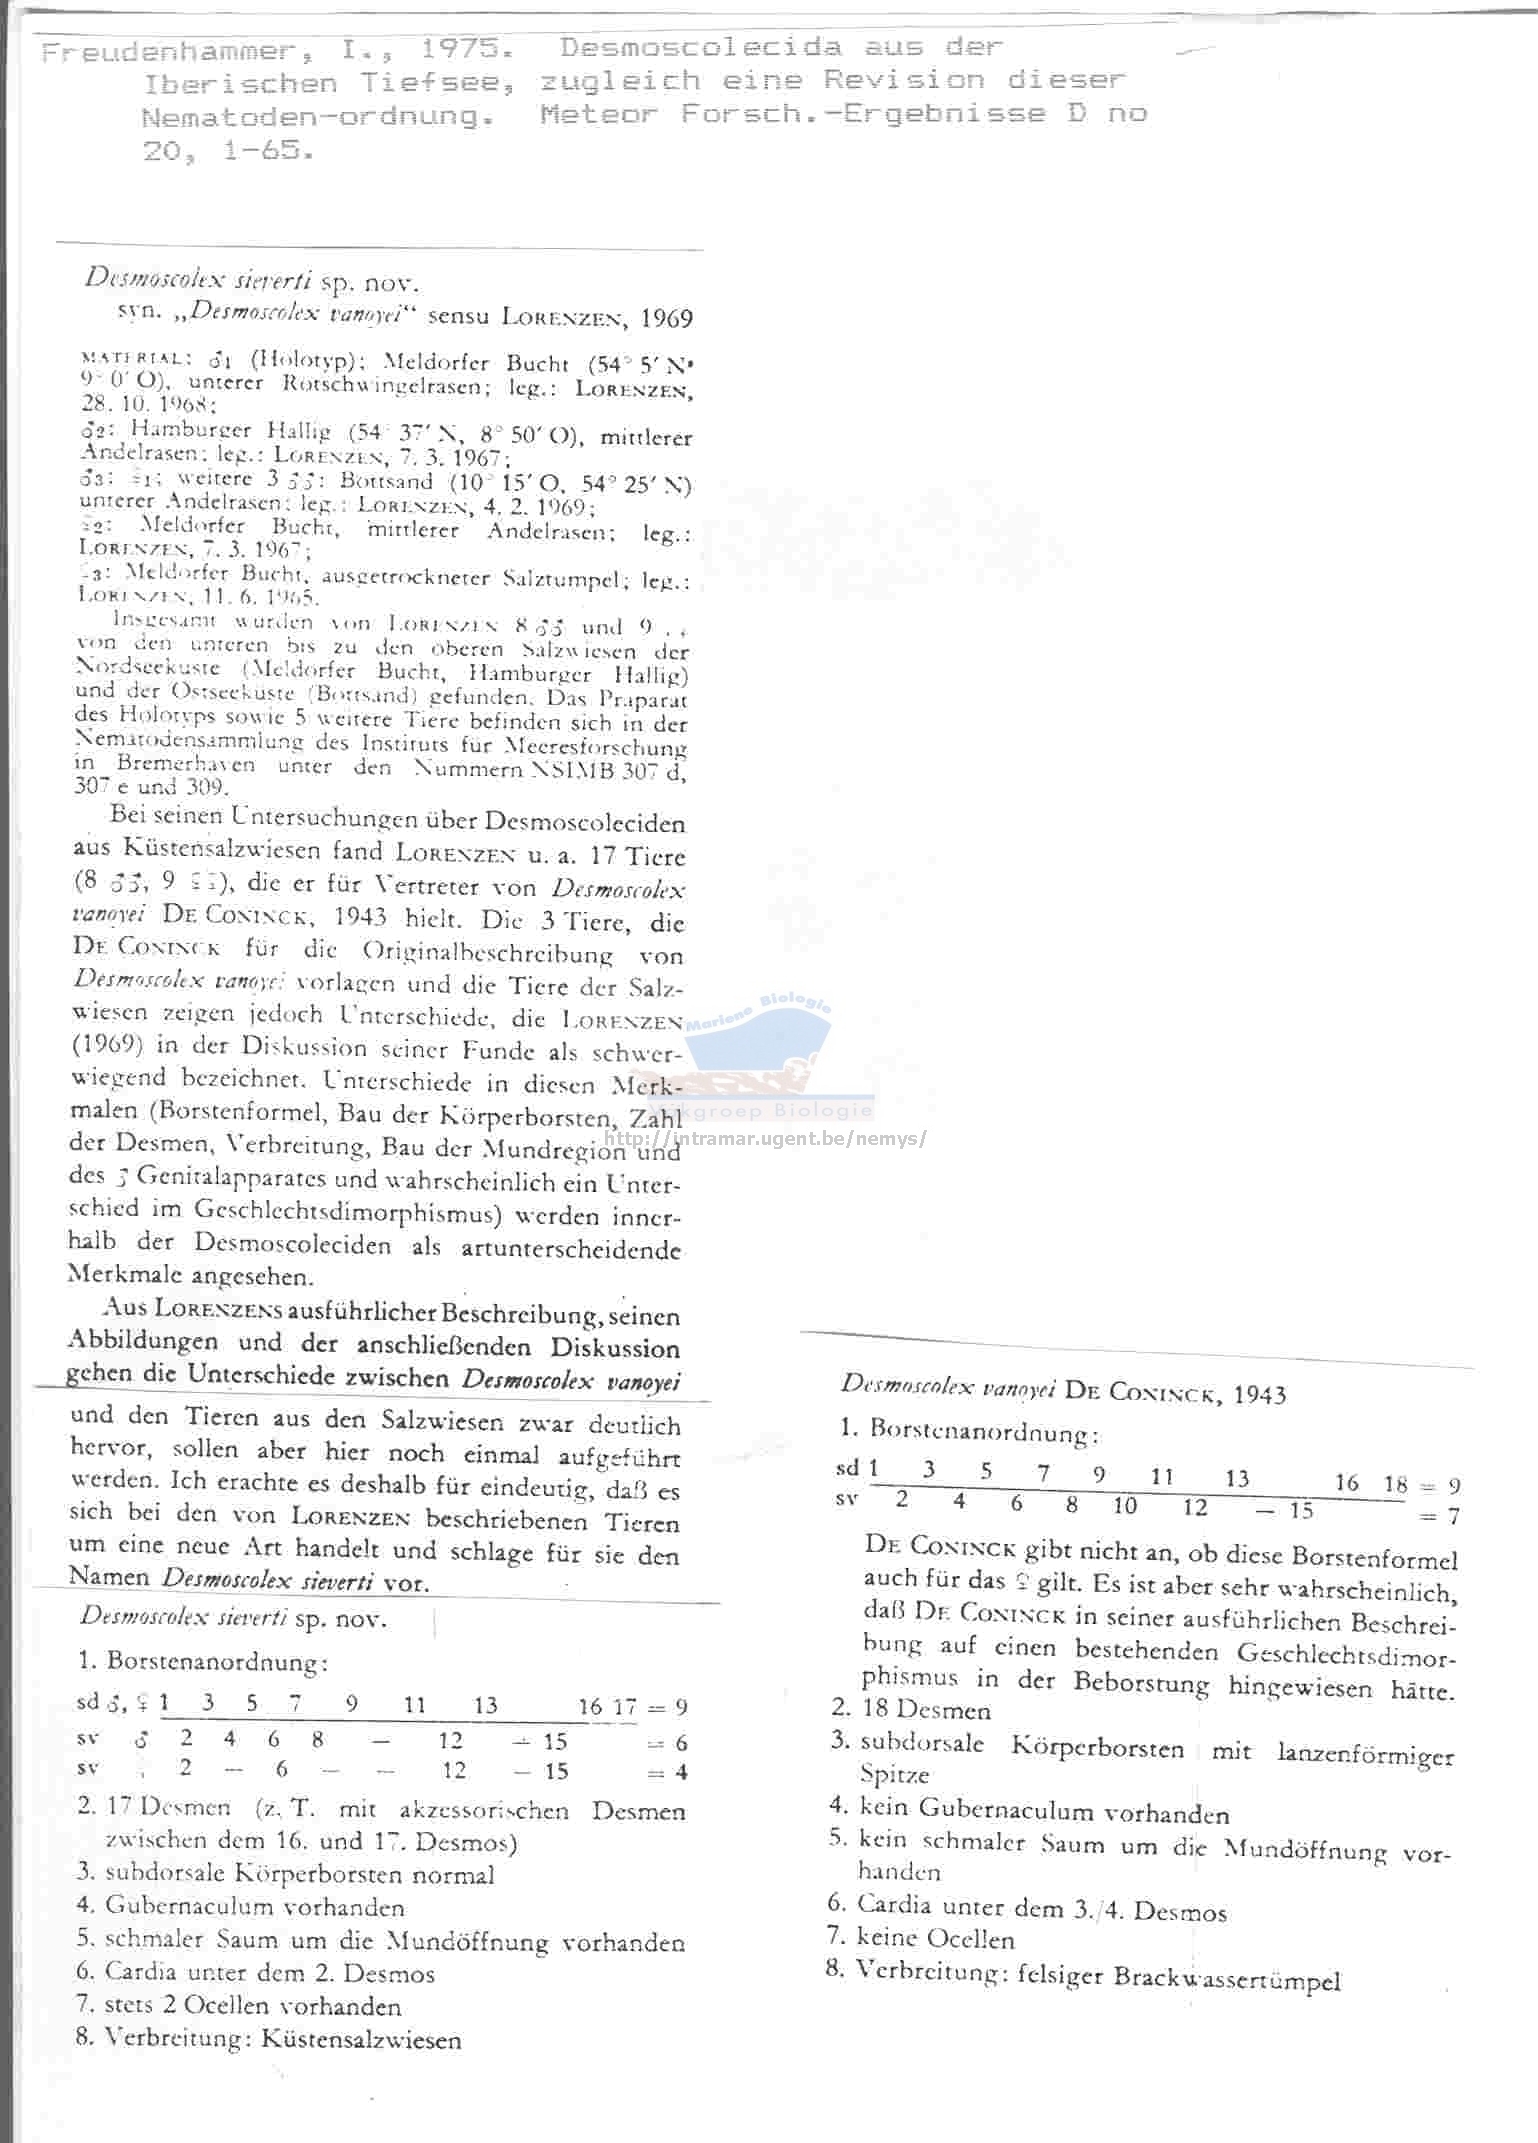 Freudenhammer, I., 1975. Desmoscolecida aus der
Iberischen Tiefsee, zugleich eine Revision dieser
Nematoden-ordnung. Meteor Forsch.-Ergebnisse D no
20, 1-65.
Desmoscolex sieverti sp. nov.
syn. „Desmoscolex vanoyei“ sensu LORENZEN, 1969
MATERIAL: ♂1 (Holotyp); Meldorfer Bucht (54° 5′ N,
9° 0′ O), unterer Rotschwingelrasen; leg.: LORENZEN,
28. 10. 1968;
♂2: Hamburger Hallig (54° 37′ N, 8° 50′ O), mittlerer
Andelrasen; leg.: LORENZEN, 7. 3. 1967;
♂3; ♀1; weitere 3 ♂♂: Bottsand (10° 15′ O, 54° 25′ N)
unterer Andelrasen; leg.: LORENZEN, 4. 2. 1969;
♀2: Meldorfer Bucht, mittlerer Andelrasen; leg.:
LORENZEN, 7. 3. 1967;
♀3: Meldorfer Bucht, ausgetrockneter Salztümpel; leg.:
LORENZEN, 11. 6. 1965.
Insgesamt wurden von LORENZEN 8 ♂♂ und 9
von den unteren bis zu den oberen Salzwiesen der
Nordseeküste (Meldorfer Bucht, Hamburger Hallig)
und der Ostseeküste (Bottsand) gefunden. Das Präparat
des Holotyps sowie 5 weitere Tiere befinden sich in der
Nematodensammlung des Instituts für Meeresforschung
in Bremerhaven unter den Nummern NSIMB 307 d,
307 e und 309.
Bei seinen Untersuchungen über Desmoscoleciden
aus Küstensalzwiesen fand LORENZEN u. a. 17 Tiere
(8 ♂♂, 9 ♀♀), die er für Vertreter von Desmoscolex
vanoyei DE CONINCK, 1943 hielt. Die 3 Tiere, die
DE CONINCK für die Originalbeschreibung von
Desmoscolex vanoyei vorlagen und die Tiere der Salz-
wiesen zeigen jedoch Unterschiede, die LORENZEN
(1969) in der Diskussion seiner Funde als schwer-
wiegend bezeichnet. Unterschiede in diesen Merk-
malen (Borstenformel, Bau der Körperborsten, Zahl
der Desmen, Verbreitung, Bau der Mundregion und
des ♂ Genitalapparates und wahrscheinlich ein Unter-
schied im Geschlechtsdimorphismus) werden inner-
halb der Desmoscoleciden als artunterscheidende
Merkmale angesehen.
Aus LORENZENS ausführlicher Beschreibung, seinen
Abbildungen und der anschließenden Diskussion
gehen die Unterschiede zwischen Desmoscolex vanoyei
und den Tieren aus den Salzwiesen zwar deutlich
hervor, sollen aber hier noch einmal aufgeführt
werden. Ich erachte es deshalb für eindeutig, daß es
sich bei den von LORENZEN beschriebenen Tieren
um eine neue Art handelt und schlage für sie den
Namen Desmoscolex sieverti vor.
Desmoscolex sieverti sp. nov.
1. Borstenanordnung:
sd ♂, ♀ 1 3 5 7 9 11 13 16 17 = 9
sv ♂ 2 4 6 8 — 12 — 15 = 6
sv 2 — 6 — — 12 — 15 = 4
2. 17 Desmen (z. T. mit akzessorischen Desmen
zwischen dem 16. und 17. Desmos)
3. subdorsale Körperborsten normal
4. Gubernaculum vorhanden
5. schmaler Saum um die Mundöffnung vorhanden
6. Cardia unter dem 2. Desmos
7. stets 2 Ocellen vorhanden
8. Verbreitung: Küstensalzwiesen
Desmoscolex vanoyei DE CONINCK, 1943
1. Borstenanordnung:
sd 1 3 5 7 9 11 13 16 18 = 9
sv 2 4 6 8 10 12 — 15 = 7
DE CONINCK gibt nicht an, ob diese Borstenformel
auch für das ♀ gilt. Es ist aber sehr wahrscheinlich,
daß DE CONINCK in seiner ausführlichen Beschrei-
bung auf einen bestehenden Geschlechtsdimor-
phismus in der Beborstung hingewiesen hätte.
2. 18 Desmen
3. subdorsale Körperborsten mit lanzenförmiger
Spitze
4. kein Gubernaculum vorhanden
5. kein schmaler Saum um die Mundöffnung vor-
handen
6. Cardia unter dem 3./4. Desmos
7. keine Ocellen
8. Verbreitung: felsiger Brackwassertümpel
Mariene Biologie
Vakgroep Biologie
http://intramar.ugent.be/nemys/